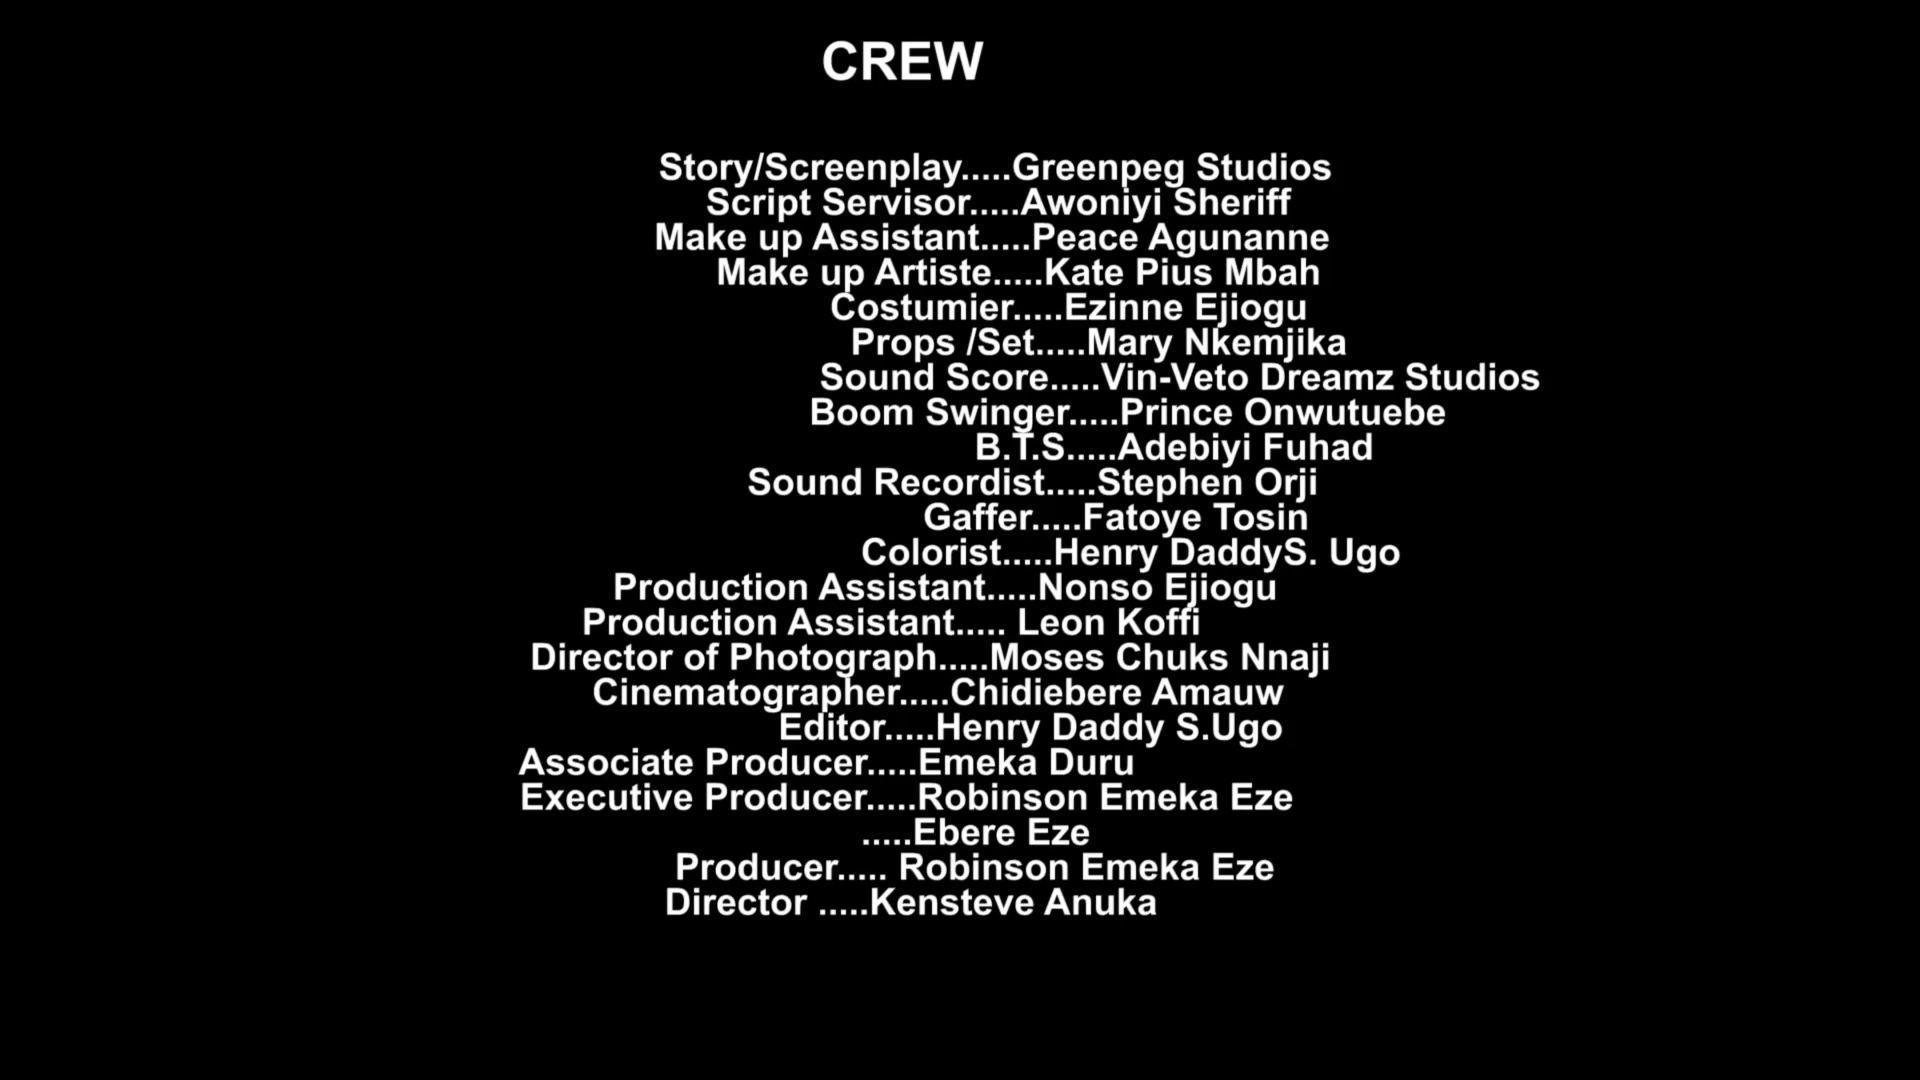 CREW
Story/Screenplay.....Greenpeg Studios
Script Servisor.....Awoniyi Sheriff
Make up Assistant.....Peace Agunanne
Make up Artiste.....Kate Pius Mbah
Costumier.....Ezinne Ejiogu
Props /Set.....Mary Nkemjika
Sound Score.....Vin-Veto Dreamz Studios
Boom Swinger.....Prince Onwutuebe
B.T.S.....Adebiyi Fuhad
Sound Recordist.....Stephen Orji
Gaffer.....Fatoye Tosin
Colorist.....Henry DaddyS. Ugo
Production Assistant.....Nonso Ejiogu
Production Assistant..... Leon Koffi
Director of Photograph.....Moses Chuks Nnaji
Cinematographer.....Chidiebere Amauw
Editor.....Henry Daddy S.Ugo
Associate Producer.....Emeka Duru
Executive Producer.....Robinson Emeka Eze
.....Ebere Eze
Producer..... Robinson Emeka Eze
Director .....Kensteve Anuka